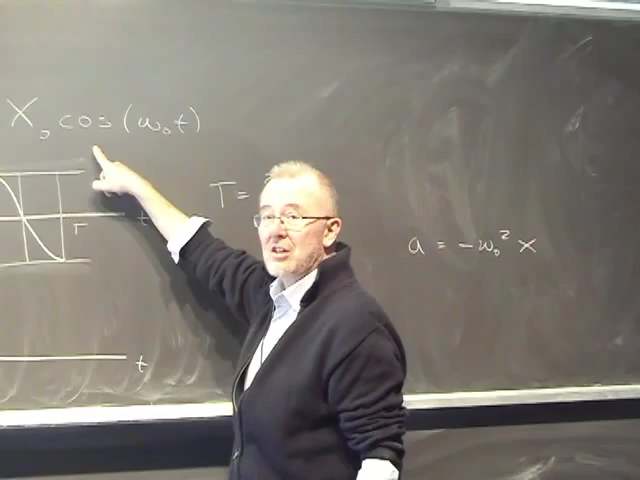 X₀ cos (ω₀t)
T =
t
T
a = -ω₀² x
t